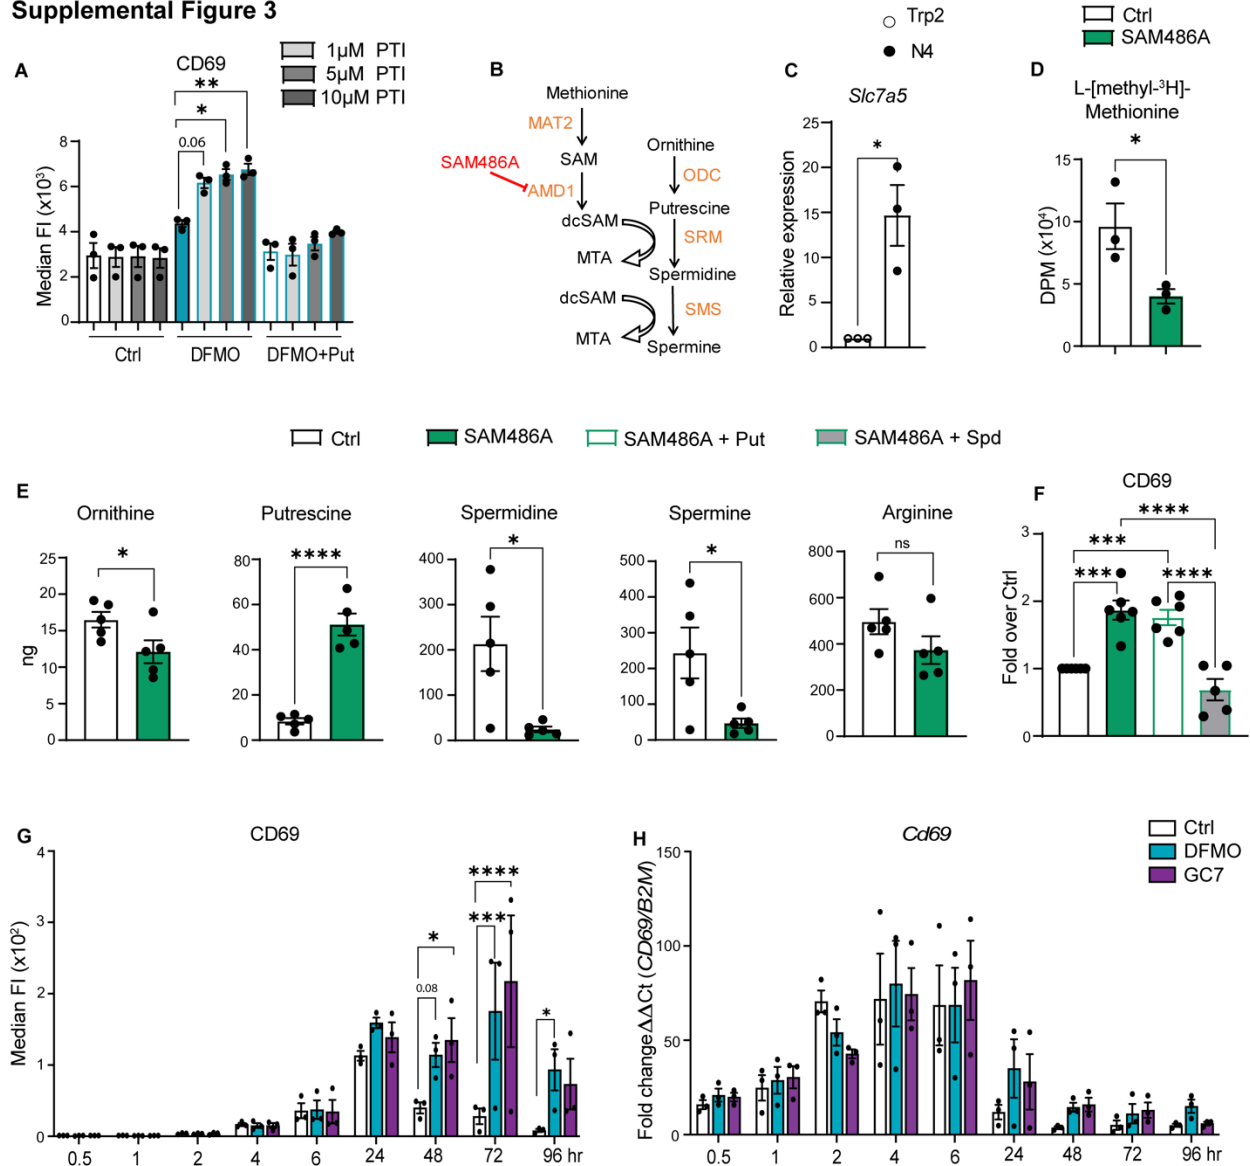 Supplemental Figure 3
1µM PTI
5µM PTI
10µM PTI
Trp2
N4
Ctrl
SAM486A
A
CD69
**
*
0.06
Median FI (x10³)
8
6
4
2
0
Ctrl
DFMO
DFMO+Put
B
Methionine
MAT2
SAM
SAM486A
AMD1
dcSAM
MTA
dcSAM
MTA
Ornithine
ODC
Putrescine
SRM
Spermidine
SMS
Spermine
C
Slc7a5
*
Relative expression
25
20
15
10
5
0
D
L-[methyl-³H]-
Methionine
*
DPM (x10⁴)
15
10
5
0
Ctrl
SAM486A
SAM486A + Put
SAM486A + Spd
E
Ornithine
*
ng
25
20
15
10
5
0
Putrescine
****
80
60
40
20
0
Spermidine
*
400
300
200
100
0
Spermine
*
500
400
300
200
100
0
Arginine
ns
800
600
400
200
0
F
CD69
****
***
*** ****
Fold over Ctrl
3
2
1
0
G
CD69
Median FI (x10²)
4
3
2
1
0
0.08
*
****
***
*
0.5 1 2 4 6 24 48 72 96 hr
H
Cd69
Ctrl
DFMO
GC7
Fold change∆∆Ct (CD69/B2M)
150
100
50
0
0.5 1 2 4 6 24 48 72 96 hr